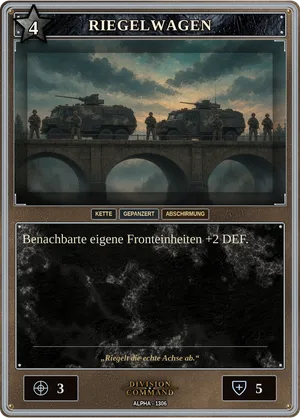 4
RIEGELWAGEN
KETTE GEPANZERT ABSCHIRMUNG
Benachbarte eigene Fronteinheiten +2 DEF.
„Riegelt die echte Achse ab.“
3
DIVISION
COMMAND
ALPHA - 1306
5